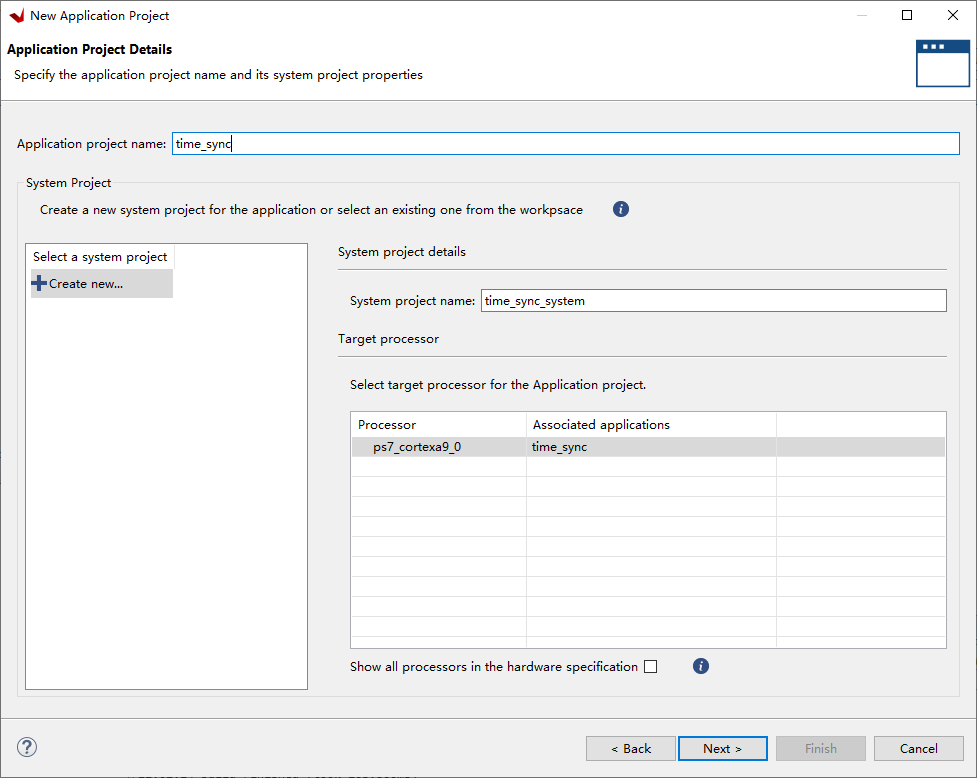 New Application Project
Application Project Details
Specify the application project name and its system project properties
Application project name: time_sync
System Project
Create a new system project for the application or select an existing one from the workpsace
Select a system project
Create new...
System project details
System project name: time_sync_system
Target processor
Select target processor for the Application project.
Processor Associated applications
ps7_cortexa9_0 time_sync
Show all processors in the hardware specification
< Back Next > Finish Cancel